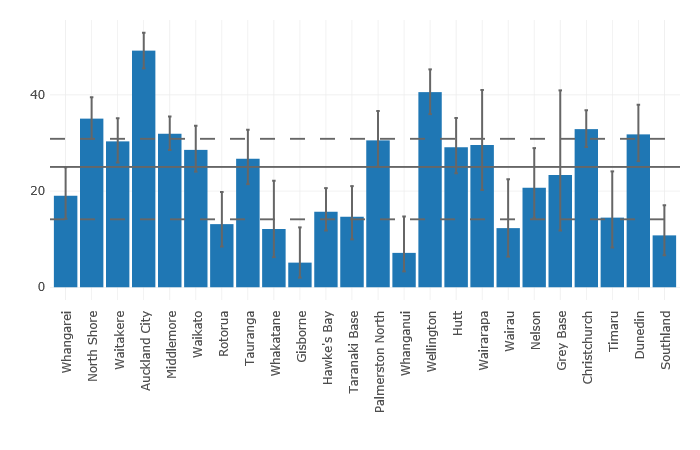 40
20
0
Whangarei
North Shore
Waitakere
Auckland City
Middlemore
Waikato
Rotorua
Tauranga
Whakatane
Gisborne
Hawke's Bay
Taranaki Base
Palmerston North
Whanganui
Wellington
Hutt
Wairarapa
Wairau
Nelson
Grey Base
Christchurch
Timaru
Dunedin
Southland